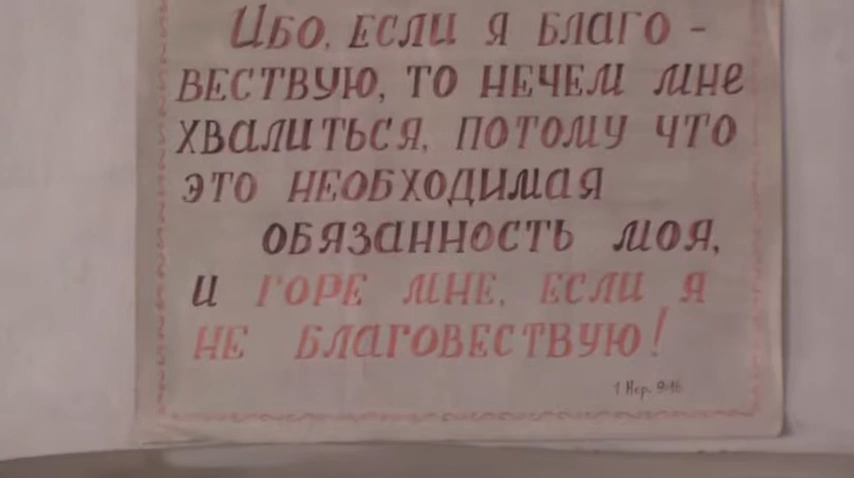 Ибо, если я благо -
вествую, то нечем мне
хвалиться, потому что
это необходимая
обязанность моя,
и горе мне, если я
не благовествую!
1 Кор. 9:16